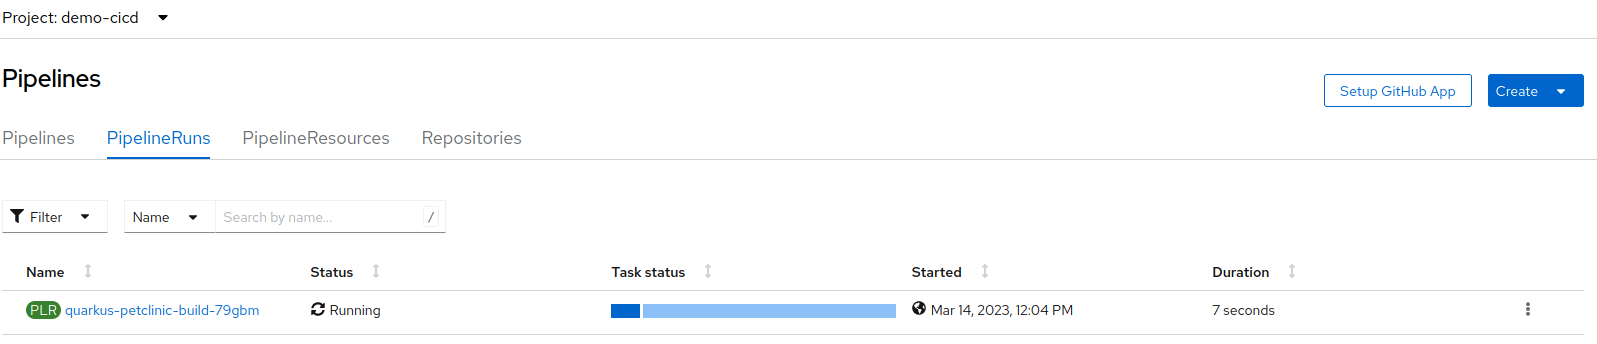 Project: demo-cicd
Pipelines
Setup GitHub App
Create
Pipelines PipelineRuns PipelineResources Repositories
Filter Name Search by name... /
Name Status Task status Started Duration
PLR quarkus-petclinic-build-79gbm Running Mar 14, 2023, 12:04 PM 7 seconds